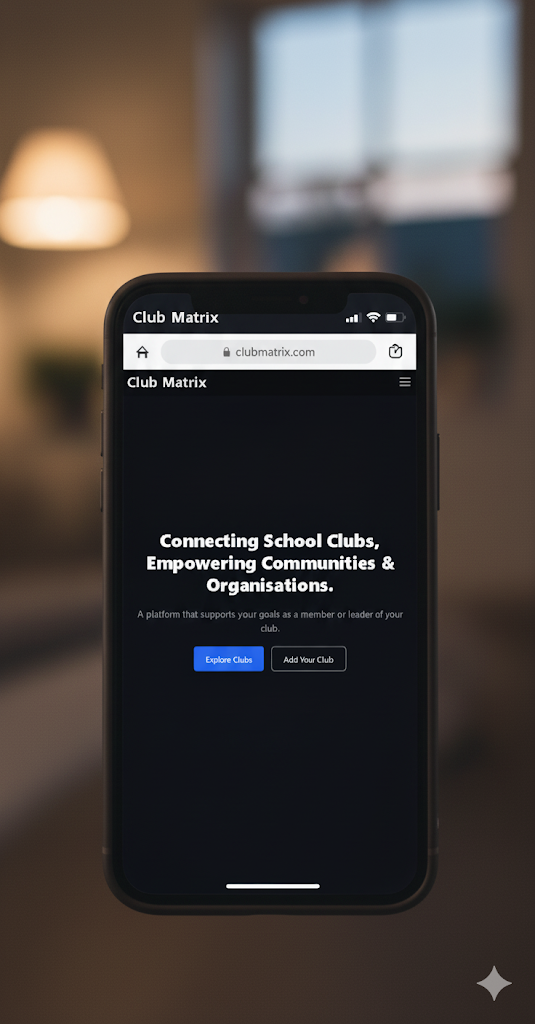 Club Matrix
clubmatrix.com
Club Matrix
Connecting School Clubs,
Empowering Communities &
Organisations.
A platform that supports your goals as a member or leader of your
club.
Explore Clubs
Add Your Club